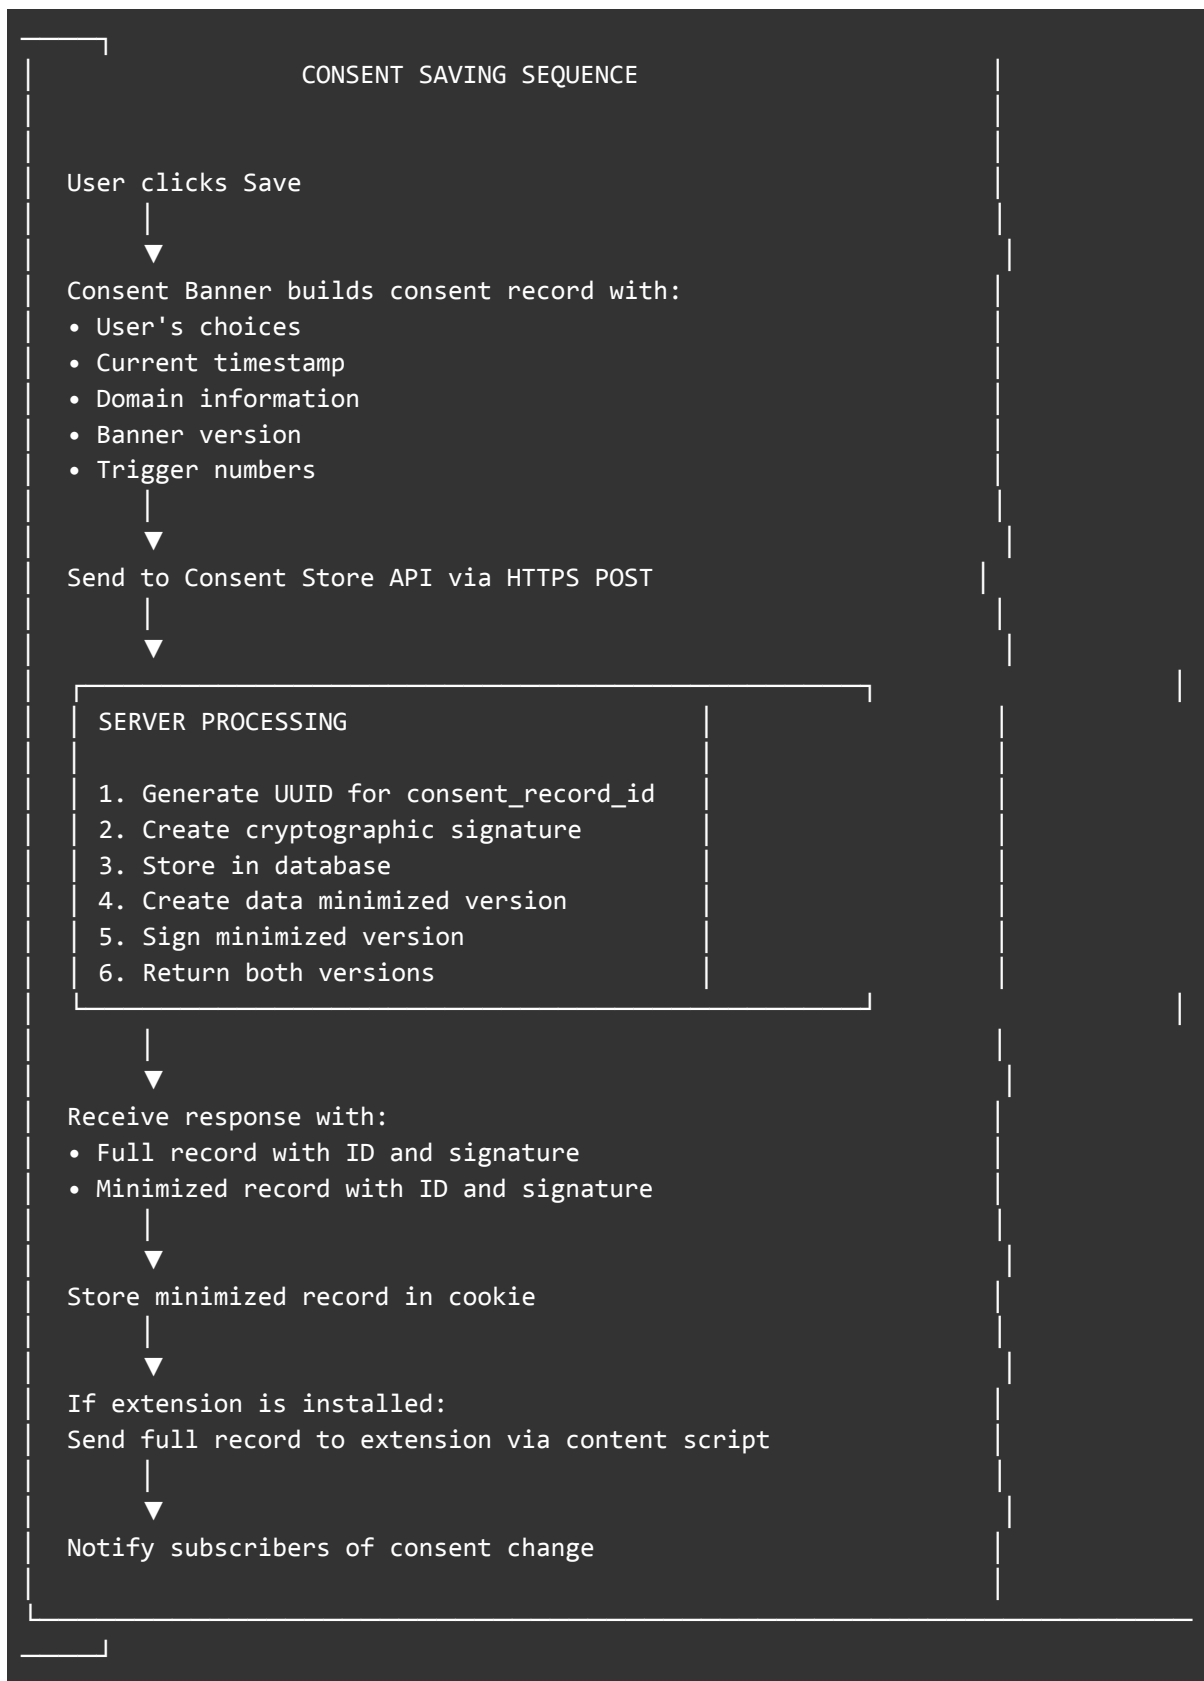 CONSENT SAVING SEQUENCE
User clicks Save
Consent Banner builds consent record with:
• User's choices
• Current timestamp
• Domain information
• Banner version
• Trigger numbers
Send to Consent Store API via HTTPS POST
SERVER PROCESSING
1. Generate UUID for consent_record_id
2. Create cryptographic signature
3. Store in database
4. Create data minimized version
5. Sign minimized version
6. Return both versions
Receive response with:
• Full record with ID and signature
• Minimized record with ID and signature
Store minimized record in cookie
If extension is installed:
Send full record to extension via content script
Notify subscribers of consent change